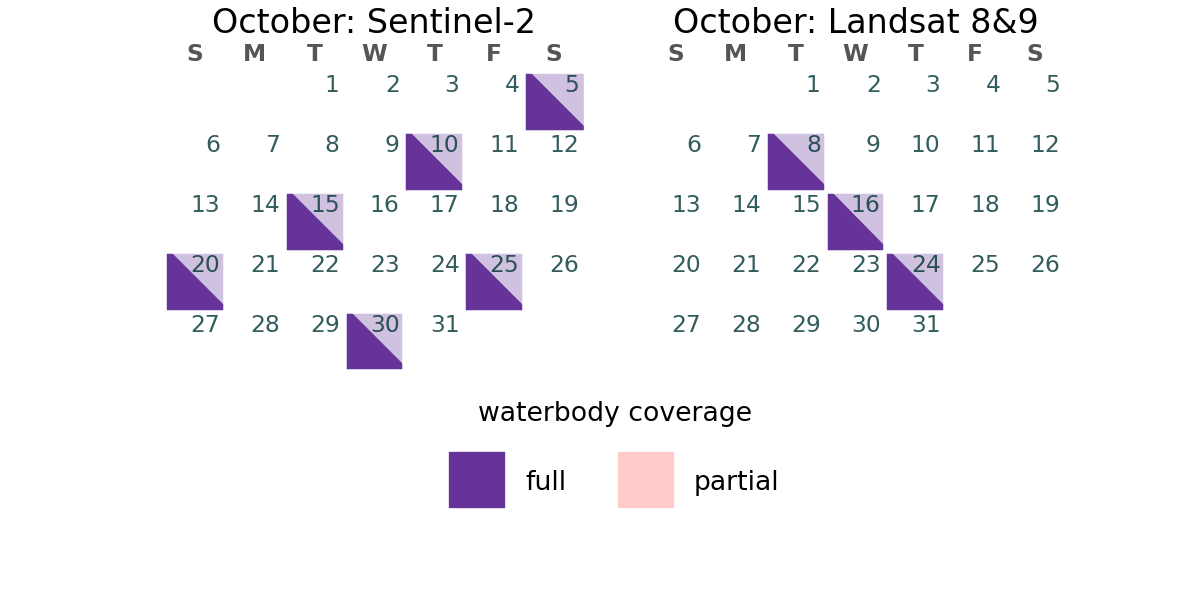 October: Sentinel-2
S M T W T F S
1 2 3 4 5
6 7 8 9 10 11 12
13 14 15 16 17 18 19
20 21 22 23 24 25 26
27 28 29 30 31
October: Landsat 8&9
S M T W T F S
1 2 3 4 5
6 7 8 9 10 11 12
13 14 15 16 17 18 19
20 21 22 23 24 25 26
27 28 29 30 31
waterbody coverage
full partial